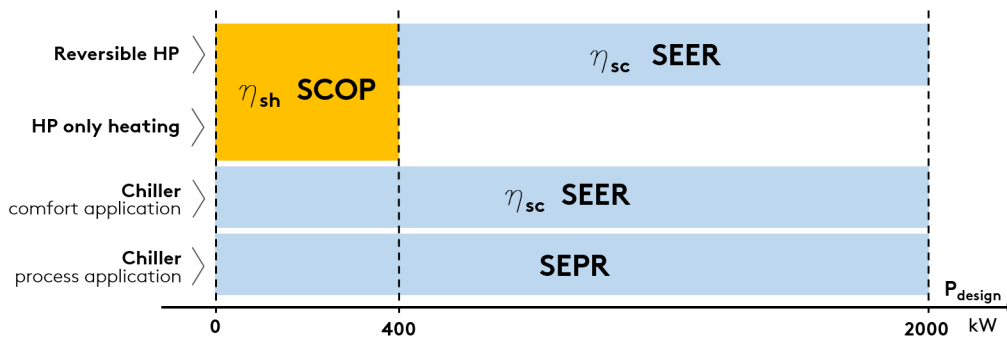 Reversible HP
ηsc SEER
ηsh SCOP
HP only heating
Chiller
comfort application
ηsc SEER
Chiller
process application
SEPR
Pdesign
0
400
2000
kW